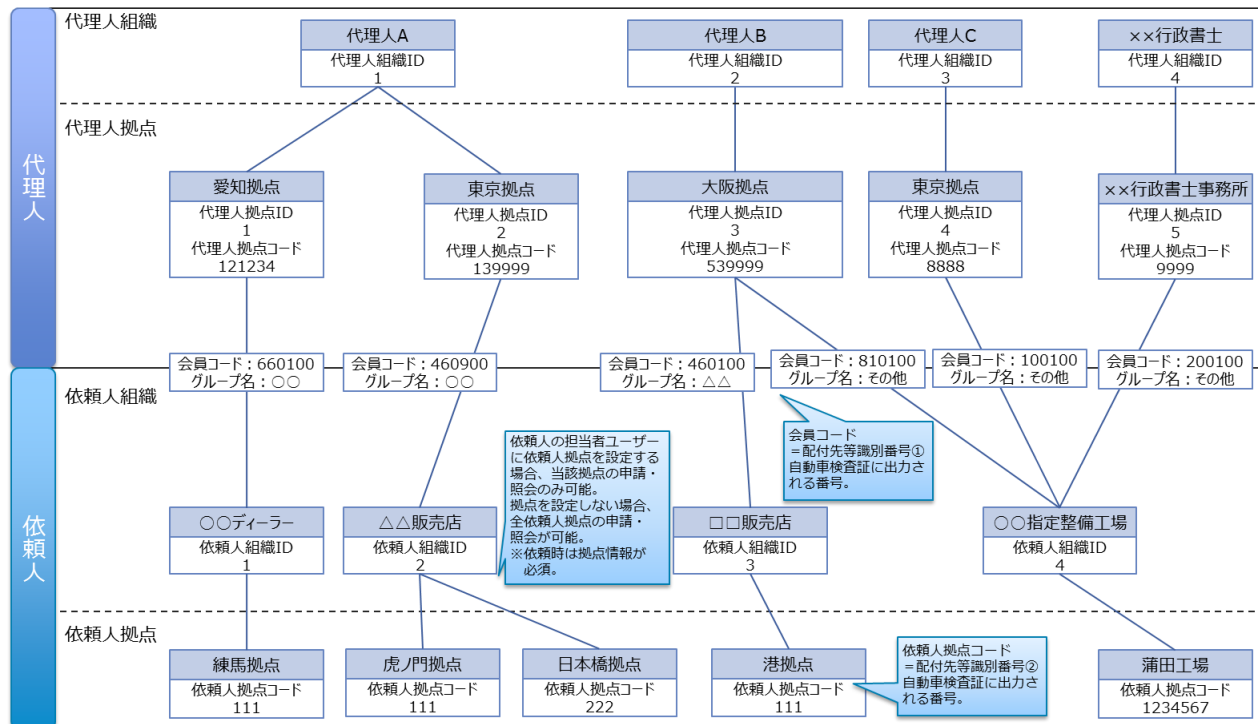 代理人組織
代理人A
代理人組織ID
1
代理人B
代理人組織ID
2
代理人C
代理人組織ID
3
××行政書士
代理人組織ID
4
代理人
代理人拠点
愛知拠点
代理人拠点ID
1
代理人拠点コード
121234
東京拠点
代理人拠点ID
2
代理人拠点コード
139999
大阪拠点
代理人拠点ID
3
代理人拠点コード
539999
東京拠点
代理人拠点ID
4
代理人拠点コード
8888
××行政書士事務所
代理人拠点ID
5
代理人拠点コード
9999
会員コード：660100
グループ名：○○
会員コード：460900
グループ名：○○
会員コード：460100
グループ名：△△
会員コード：810100
グループ名：その他
会員コード：100100
グループ名：その他
会員コード：200100
グループ名：その他
依頼人
依頼人組織
会員コード
＝配付先等識別番号①
自動車検査証に出力さ
れる番号。
依頼人の担当者ユーザー
に依頼人拠点を設定する
場合、当該拠点の申請・
照会のみ可能。
拠点を設定しない場合、
全依頼人拠点の申請・
照会が可能。
※依頼時は拠点情報が
必須。
○○ディーラー
依頼人組織ID
1
△△販売店
依頼人組織ID
2
□□販売店
依頼人組織ID
3
○○指定整備工場
依頼人組織ID
4
依頼人拠点
練馬拠点
依頼人拠点コード
111
虎ノ門拠点
依頼人拠点コード
111
日本橋拠点
依頼人拠点コード
222
港拠点
依頼人拠点コード
111
依頼人拠点コード
＝配付先等識別番号②
自動車検査証に出力さ
れる番号。
蒲田工場
依頼人拠点コード
1234567